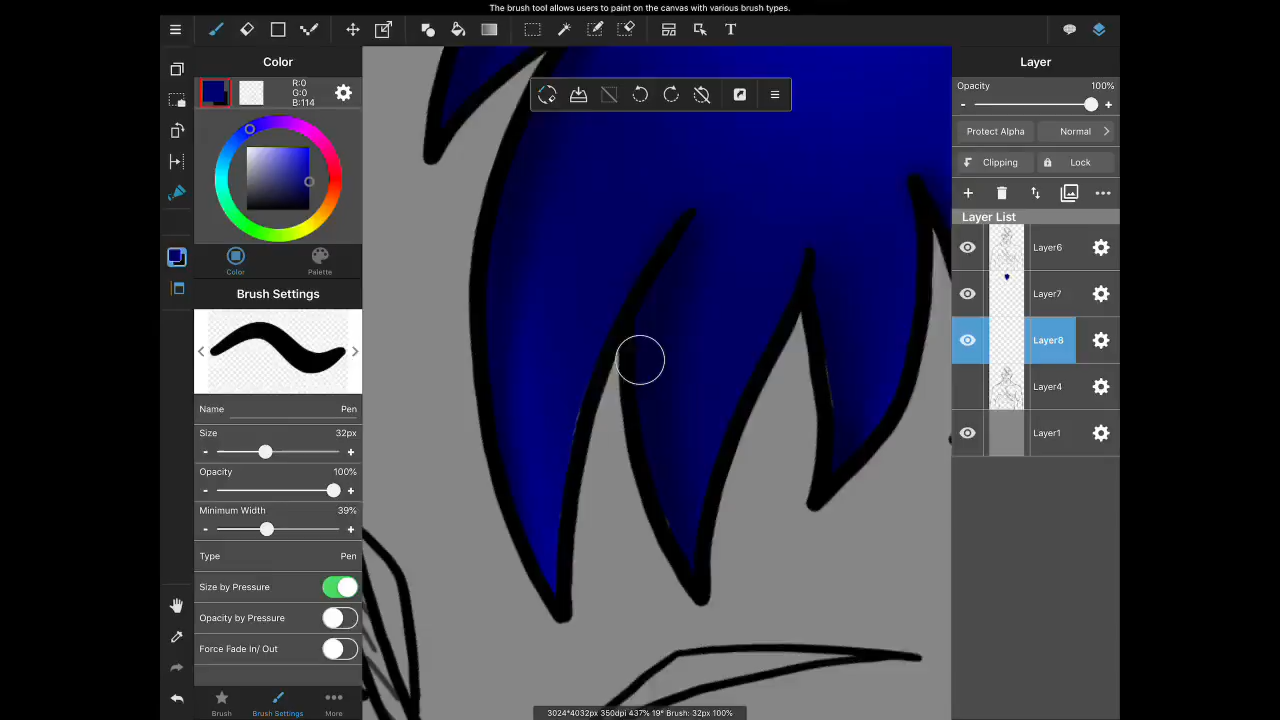 The brush tool allows users to paint on the canvas with various brush types.
T
Color
R:0
G:0
B:114
Color
Palette
Brush Settings
Name Pen
Size 32px
- +
Opacity 100%
- +
Minimum Width 39%
- +
Type Pen
Size by Pressure
Opacity by Pressure
Force Fade In/ Out
Brush
Brush Settings
More
3024*4032px 350dpi 437% 19° Brush: 32px 100%
Layer
Opacity 100%
- +
Protect Alpha Normal
Clipping Lock
Layer List
Layer6
Layer7
Layer8
Layer4
Layer1